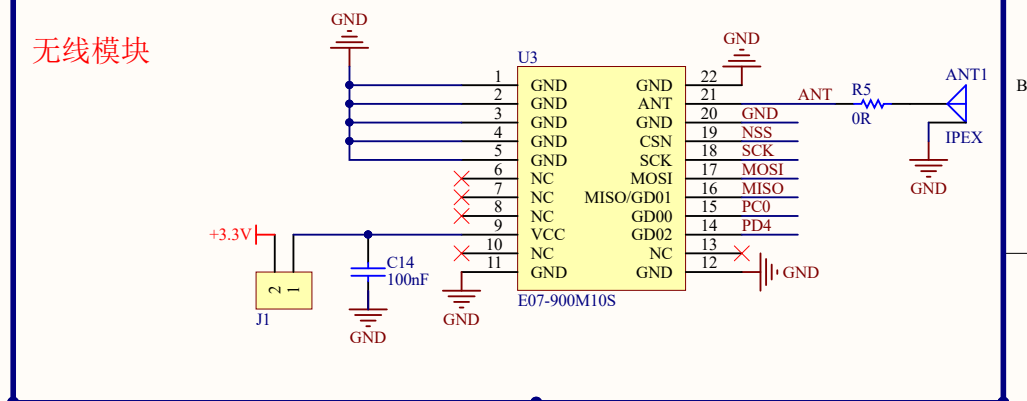 无线模块
GND
GND
U3
1 GND GND 22
2 GND ANT 21 ANT R5 0R ANT1 IPEX
3 GND GND 20 GND
4 GND CSN 19 NSS
5 GND SCK 18 SCK
6 NC MOSI 17 MOSI
7 NC MISO/GD01 16 MISO
8 NC GD00 15 PC0
9 VCC GD02 14 PD4
10 NC NC 13
11 GND GND 12 GND
E07-900M10S
GND
GND
+3.3V
2 1
J1
C14
100nF
GND
B